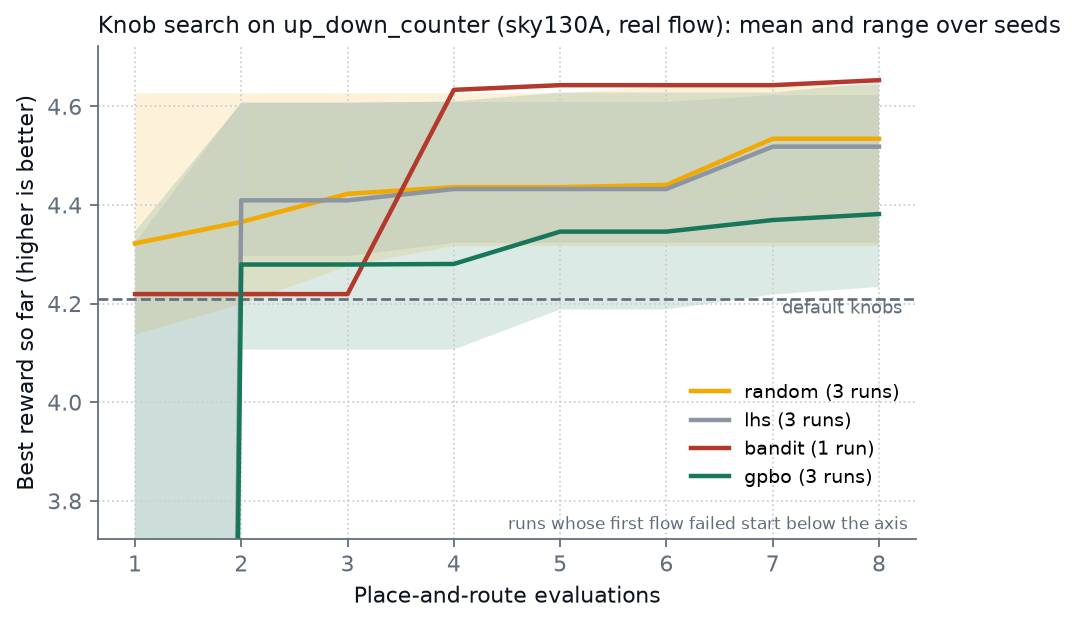 Knob search on up_down_counter (sky130A, real flow): mean and range over seeds
Best reward so far (higher is better)
4.6
4.4
4.2
4.0
3.8
default knobs
random (3 runs)
lhs (3 runs)
bandit (1 run)
gpbo (3 runs)
runs whose first flow failed start below the axis
1 2 3 4 5 6 7 8
Place-and-route evaluations